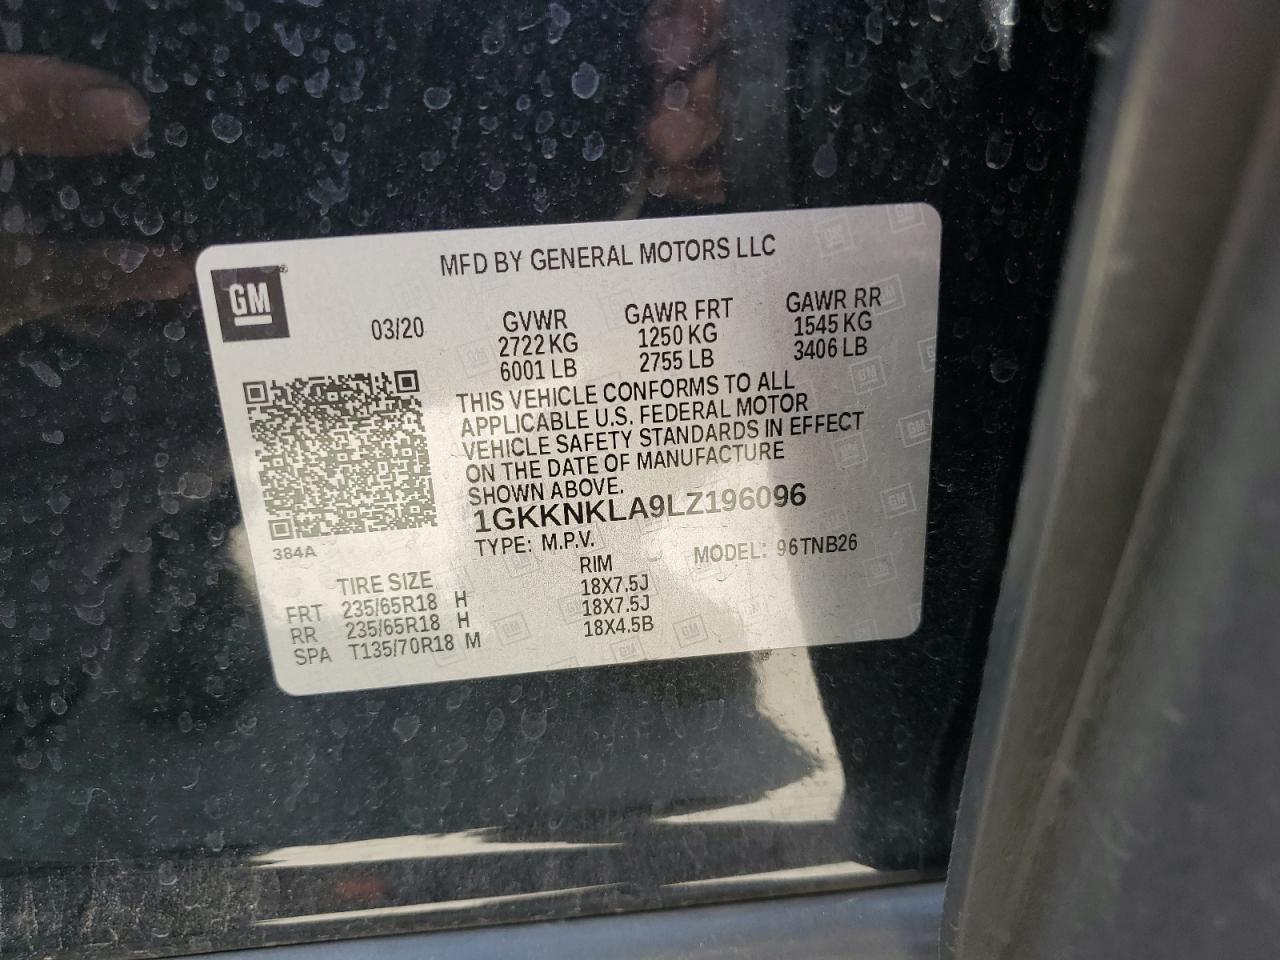 MFD BY GENERAL MOTORS LLC
GM
03/20
GVWR GAWR FRT GAWR RR
2722 KG 1250 KG 1545 KG
6001 LB 2755 LB 3406 LB
THIS VEHICLE CONFORMS TO ALL
APPLICABLE U.S. FEDERAL MOTOR
VEHICLE SAFETY STANDARDS IN EFFECT
ON THE DATE OF MANUFACTURE
SHOWN ABOVE.
1GKKNKLA9LZ196096
TYPE: M.P.V. MODEL: 96TNB26
384A
TIRE SIZE RIM
FRT 235/65R18 H 18X7.5J
RR 235/65R18 H 18X7.5J
SPA T135/70R18 M 18X4.5B